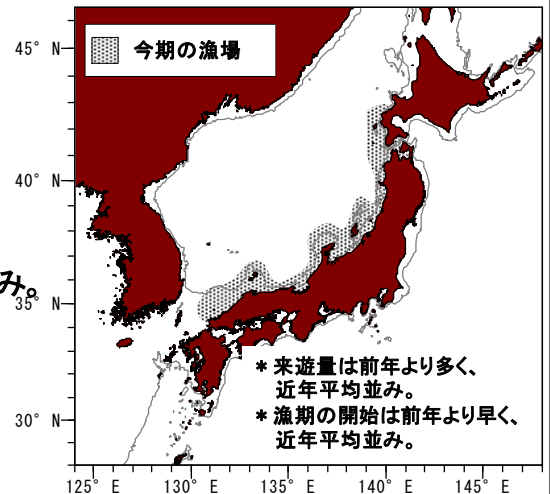 今期の漁場
45° N
40° N
み。
35° N
30° N
* 来遊量は前年より多く、
近年平均並み。
* 漁期の開始は前年より早く、
近年平均並み。
125° E 130° E 135° E 140° E 145° E